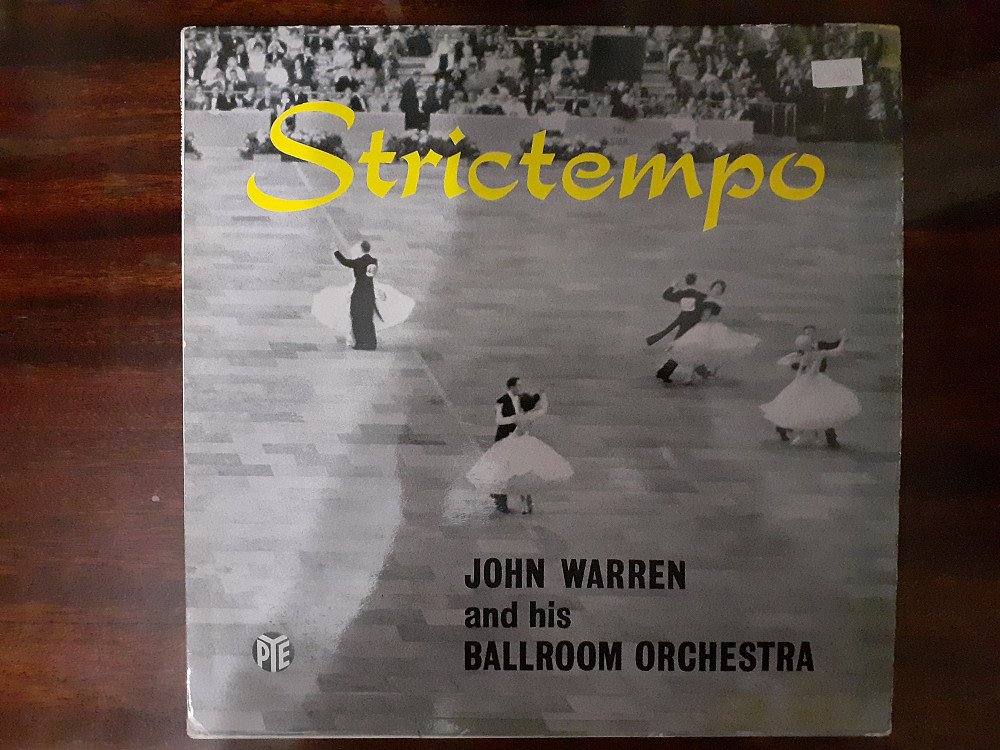 Strictempo
JOHN WARREN
and his
BALLROOM ORCHESTRA
PYE